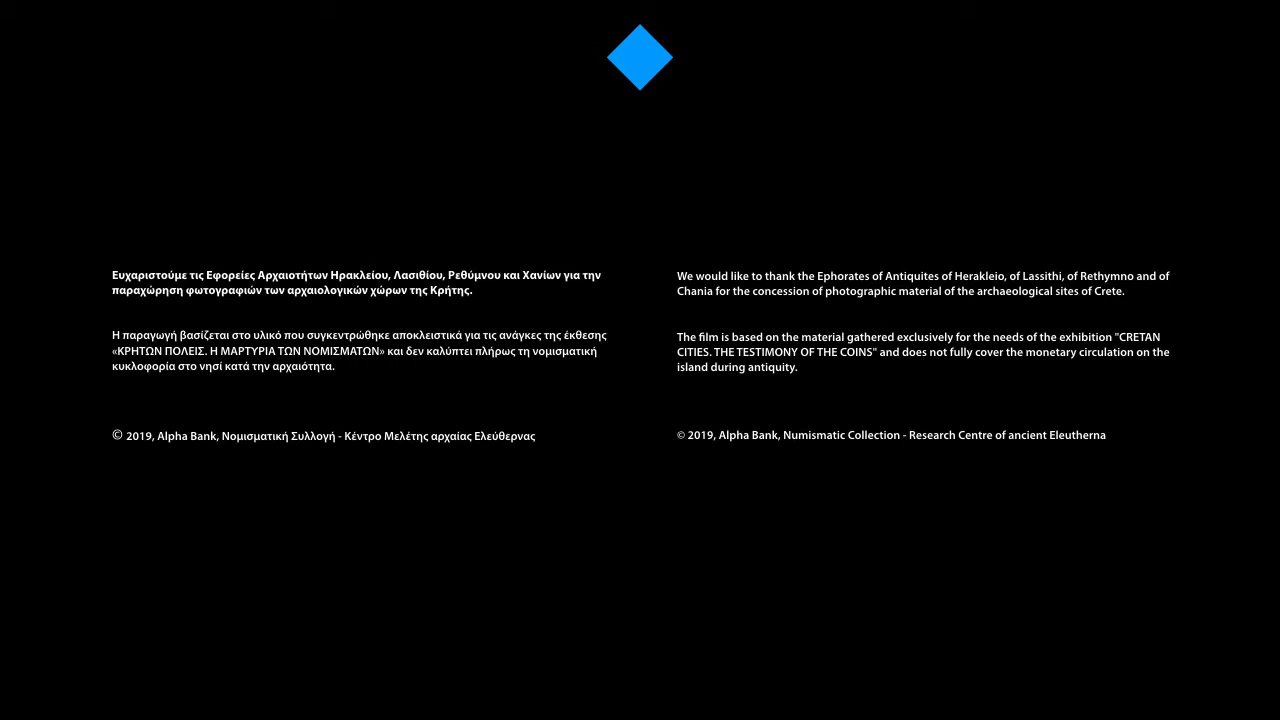 Ευχαριστούμε τις Εφορείες Αρχαιοτήτων Ηρακλείου, Λασιθίου, Ρεθύμνου και Χανίων για την
παραχώρηση φωτογραφιών των αρχαιολογικών χώρων της Κρήτης.
Η παραγωγή βασίζεται στο υλικό που συγκεντρώθηκε αποκλειστικά για τις ανάγκες της έκθεσης
«ΚΡΗΤΩΝ ΠΟΛΕΙΣ. Η ΜΑΡΤΥΡΙΑ ΤΩΝ ΝΟΜΙΣΜΑΤΩΝ» και δεν καλύπτει πλήρως τη νομισματική
κυκλοφορία στο νησί κατά την αρχαιότητα.
© 2019, Alpha Bank, Νομισματική Συλλογή - Κέντρο Μελέτης αρχαίας Ελεύθερνας
We would like to thank the Ephorates of Antiquites of Herakleio, of Lassithi, of Rethymno and of
Chania for the concession of photographic material of the archaeological sites of Crete.
The film is based on the material gathered exclusively for the needs of the exhibition "CRETAN
CITIES. THE TESTIMONY OF THE COINS" and does not fully cover the monetary circulation on the
island during antiquity.
© 2019, Alpha Bank, Numismatic Collection - Research Centre of ancient Eleutherna